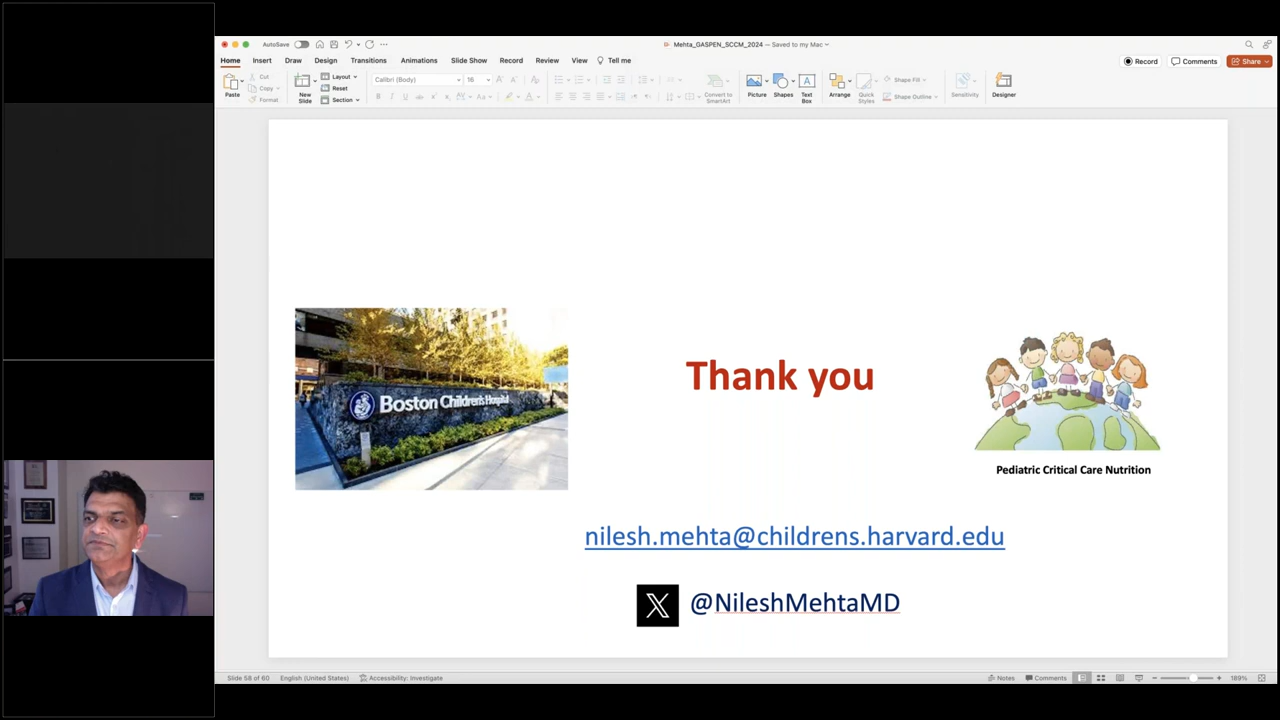 AutoSave
Mehta_GASPEN_SCCM_2024 — Saved to my Mac
Home Insert Draw Design Transitions Animations Slide Show Record Review View Tell me
Record Comments Share
Paste
Cut
Copy
Format
New Slide
Layout
Reset
Section
Calibri (Body) 16
Convert to SmartArt
Picture
Shapes
Text Box
Arrange
Quick Styles
Shape Fill
Shape Outline
Sensitivity
Designer
Boston Children's Hospital
Thank you
Pediatric Critical Care Nutrition
nilesh.mehta@childrens.harvard.edu
@NileshMehtaMD
Slide 58 of 60 English (United States) Accessibility: Investigate Notes Comments 189%